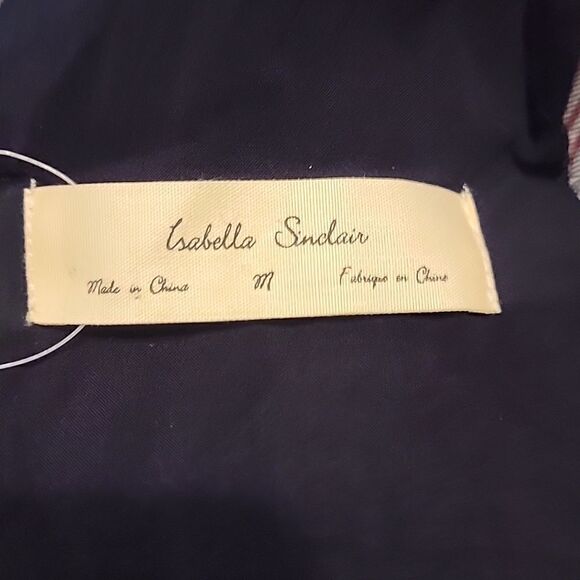 Isabella Sinclair
Made in China M Fabriqué en Chine